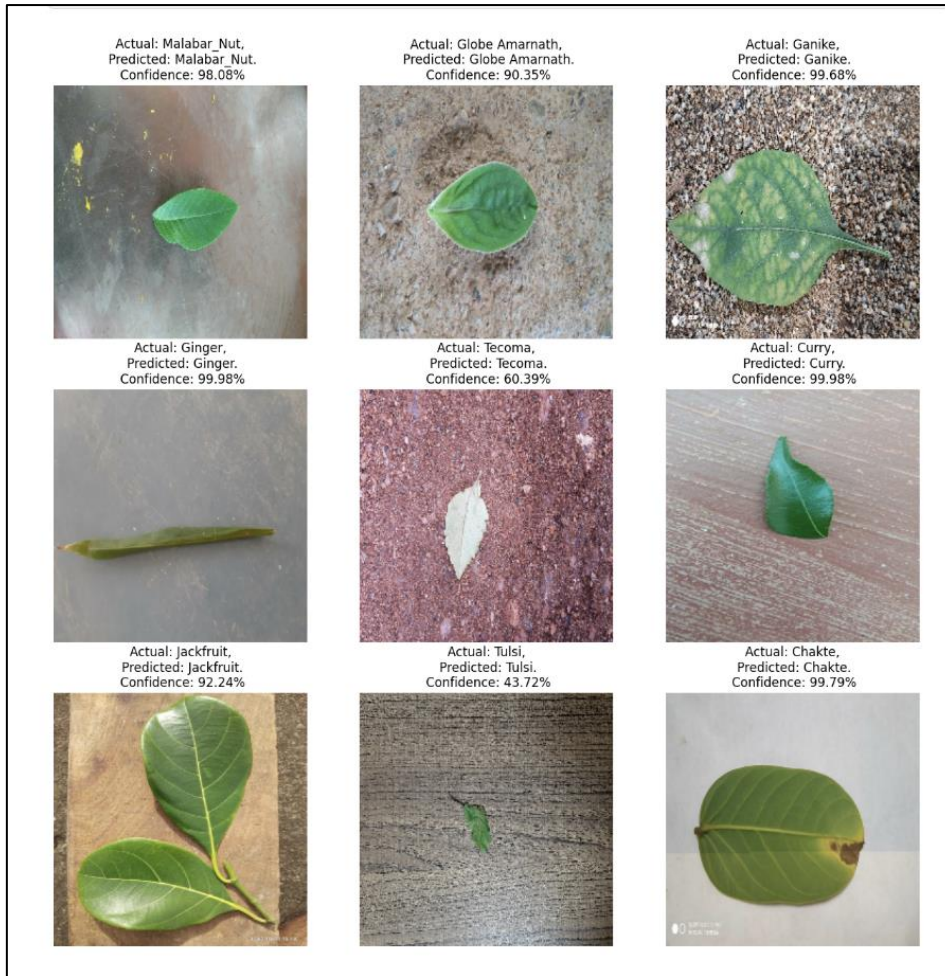 Actual: Malabar_Nut,
Predicted: Malabar_Nut.
Confidence: 98.08%
Actual: Globe Amarnath,
Predicted: Globe Amarnath.
Confidence: 90.35%
Actual: Ganike,
Predicted: Ganike.
Confidence: 99.68%
Actual: Ginger,
Predicted: Ginger.
Confidence: 99.98%
Actual: Tecoma,
Predicted: Tecoma.
Confidence: 60.39%
Actual: Curry,
Predicted: Curry.
Confidence: 99.98%
Actual: Jackfruit,
Predicted: Jackfruit.
Confidence: 92.24%
Actual: Tulsi,
Predicted: Tulsi.
Confidence: 43.72%
Actual: Chakte,
Predicted: Chakte.
Confidence: 99.79%